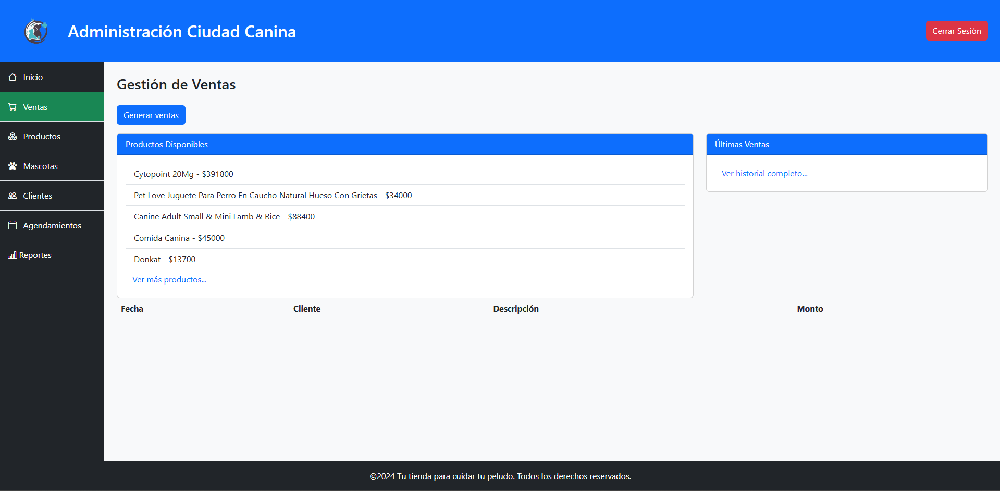 Administración Ciudad Canina
Cerrar Sesión
Inicio
Ventas
Productos
Mascotas
Clientes
Agendamientos
Reportes
Gestión de Ventas
Generar ventas
Productos Disponibles
Cytopoint 20Mg - $391800
Pet Love Juguete Para Perro En Caucho Natural Hueso Con Grietas - $34000
Canine Adult Small & Mini Lamb & Rice - $88400
Comida Canina - $45000
Donkat - $13700
Ver más productos...
Últimas Ventas
Ver historial completo...
Fecha Cliente Descripción Monto
©2024 Tu tienda para cuidar tu peludo. Todos los derechos reservados.